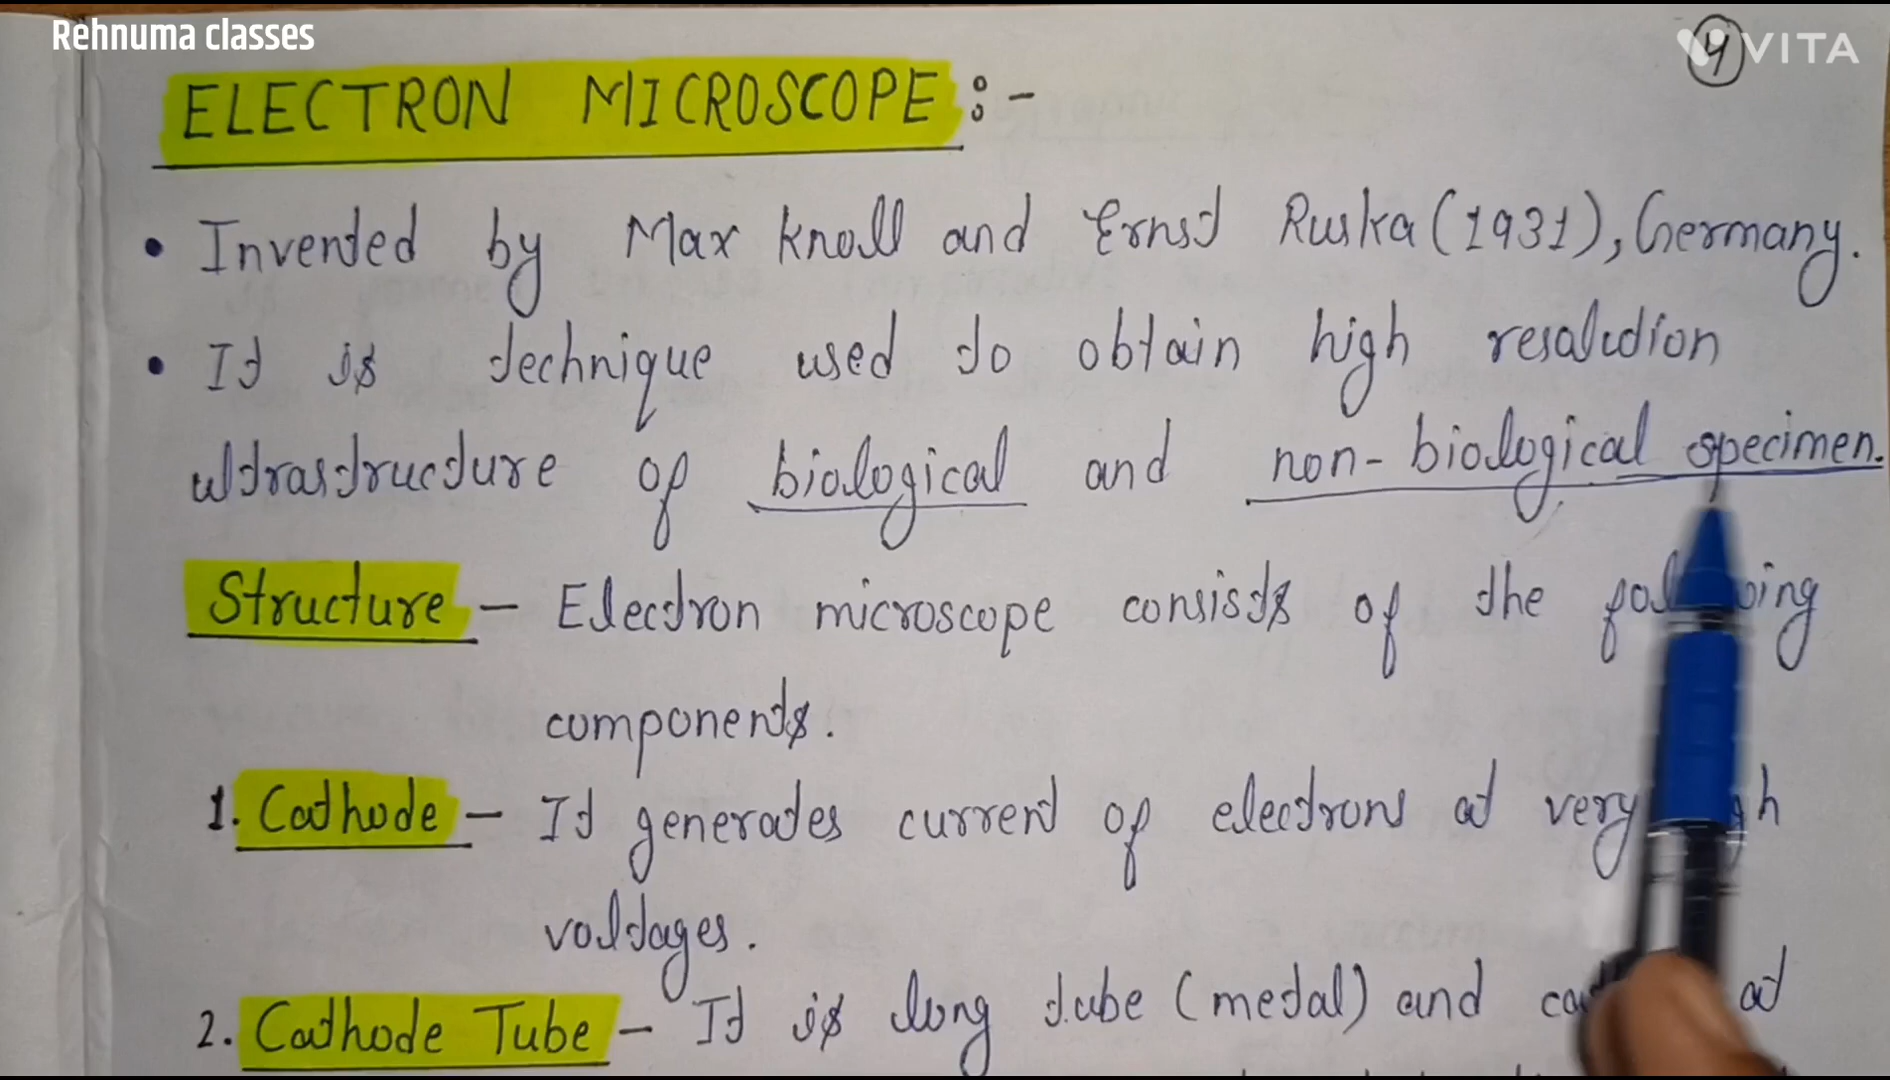 Rehnuma classes
4
VITA
ELECTRON MICROSCOPE :-
• Invented by Max Knoll and Ernst Ruska (1931), Germany.
• It is technique used to obtain high resolution
ultrastructure of biological and non-biological specimen.
Structure – Electron microscope consists of the
components.
1. Cathode – It generates current of electrons at very
voltages.
2. Cathode Tube – It is long tube (metal) and at